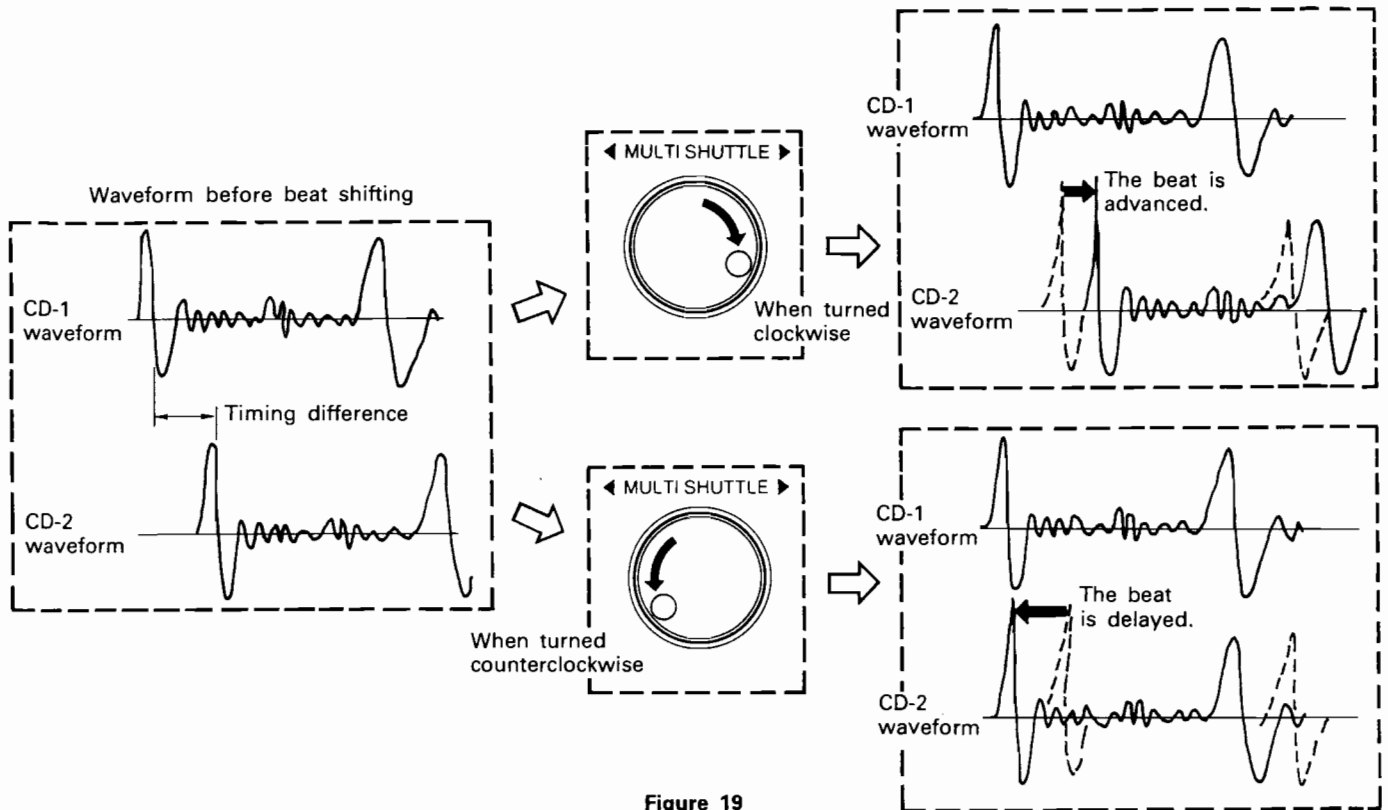 Waveform before beat shifting
CD-1
waveform
Timing difference
CD-2
waveform
◄ MULTI SHUTTLE ►
When turned
clockwise
◄ MULTI SHUTTLE ►
When turned
counterclockwise
CD-1
waveform
The beat is
advanced.
CD-2
waveform
CD-1
waveform
The beat
is delayed.
CD-2
waveform
Figure 19